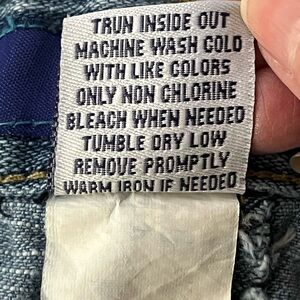 TRUN INSIDE OUT
MACHINE WASH COLD
WITH LIKE COLORS
ONLY NON CHLORINE
BLEACH WHEN NEEDED
TUMBLE DRY LOW
REMOVE PROMPTLY
WARM IRON IF NEEDED